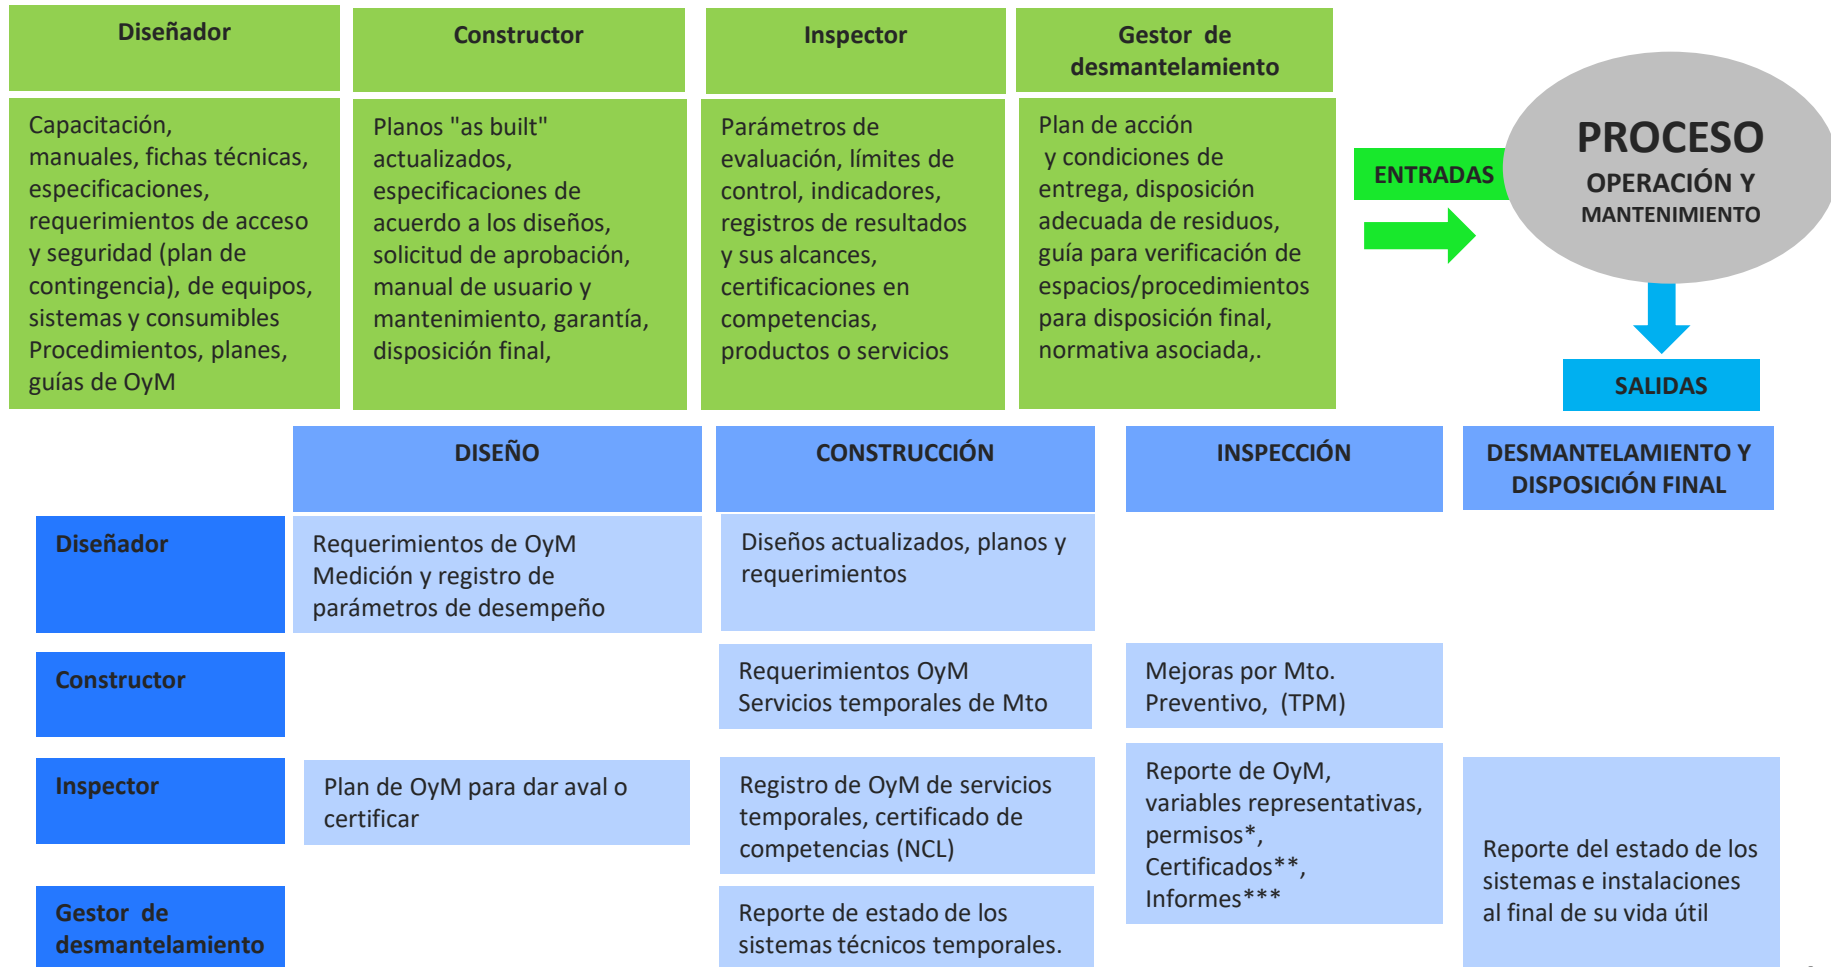 Diseñador
Capacitación,
manuales, fichas técnicas,
especificaciones,
requerimientos de acceso
y seguridad (plan de
contingencia), de equipos,
sistemas y consumibles
Procedimientos, planes,
guías de OyM
Constructor
Planos "as built"
actualizados,
especificaciones de
acuerdo a los diseños,
solicitud de aprobación,
manual de usuario y
mantenimiento, garantía,
disposición final,
Inspector
Parámetros de
evaluación, límites de
control, indicadores,
registros de resultados
y sus alcances,
certificaciones en
competencias,
productos o servicios
Gestor de
desmantelamiento
Plan de acción
y condiciones de
entrega, disposición
adecuada de residuos,
guía para verificación de
espacios/procedimientos
para disposición final,
normativa asociada,.
ENTRADAS
PROCESO
OPERACIÓN Y
MANTENIMIENTO
SALIDAS
DISEÑO
CONSTRUCCIÓN
INSPECCIÓN
DESMANTELAMIENTO Y
DISPOSICIÓN FINAL
Diseñador
Requerimientos de OyM
Medición y registro de
parámetros de desempeño
Diseños actualizados, planos y
requerimientos
Constructor
Requerimientos OyM
Servicios temporales de Mto
Mejoras por Mto.
Preventivo, (TPM)
Inspector
Plan de OyM para dar aval o
certificar
Registro de OyM de servicios
temporales, certificado de
competencias (NCL)
Reporte de OyM,
variables representativas,
permisos*,
Certificados**,
Informes***
Reporte del estado de los
sistemas e instalaciones
al final de su vida útil
Gestor de
desmantelamiento
Reporte de estado de los
sistemas técnicos temporales.